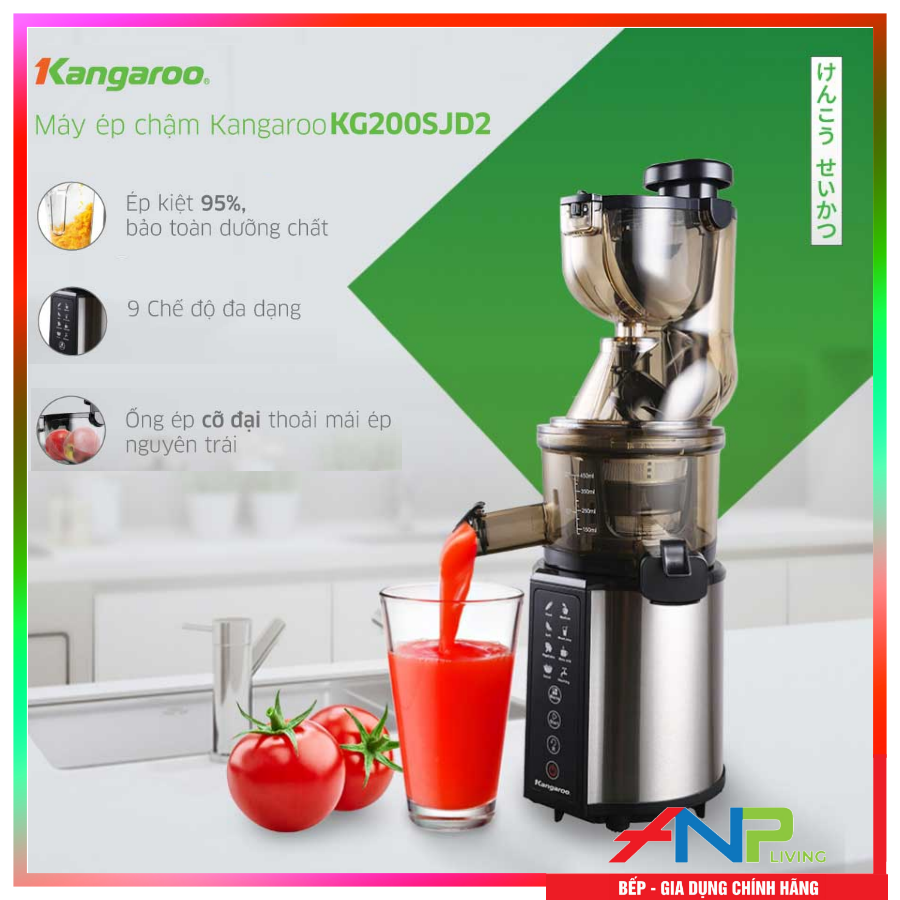 Kangaroo
Máy ép chậm Kangaroo KG200SJD2
けんこう せいかつ
Ép kiệt 95%,
bảo toàn dưỡng chất
9 Chế độ đa dạng
Ống ép cỡ đại thoải mái ép
nguyên trái
450ml
350ml
250ml
150ml
Kangaroo
ANP
LIVING
BẾP - GIA DỤNG CHÍNH HÃNG